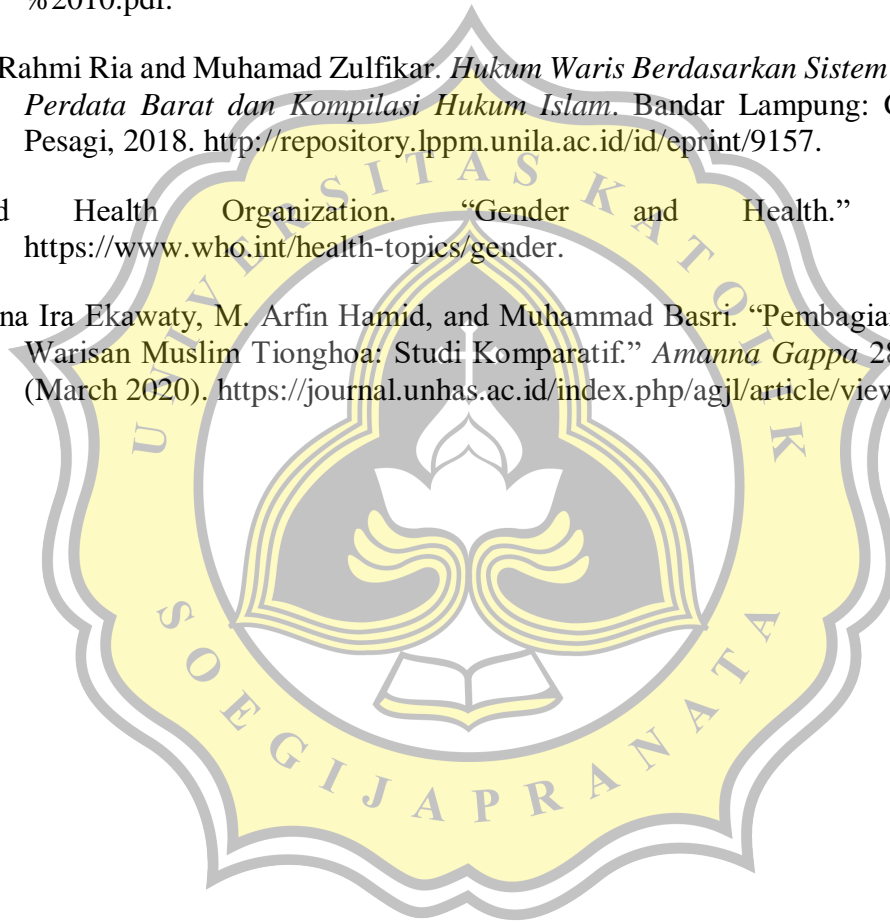 %2010.pdf.
Rahmi Ria and Muhamad Zulfikar. Hukum Waris Berdasarkan Sistem
Perdata Barat dan Kompilasi Hukum Islam. Bandar Lampung:
Pesagi, 2018. http://repository.lppm.unila.ac.id/id/eprint/9157.
Health Organization. “Gender and Health.”
https://www.who.int/health-topics/gender.
Ira Ekawaty, M. Arfin Hamid, and Muhammad Basri. “Pembagian
Warisan Muslim Tionghoa: Studi Komparatif.” Amanna Gappa 28
(March 2020). https://journal.unhas.ac.id/index.php/agjl/article/view
UNIVERSITAS KATOLIK
SOEGIJAPRANATA